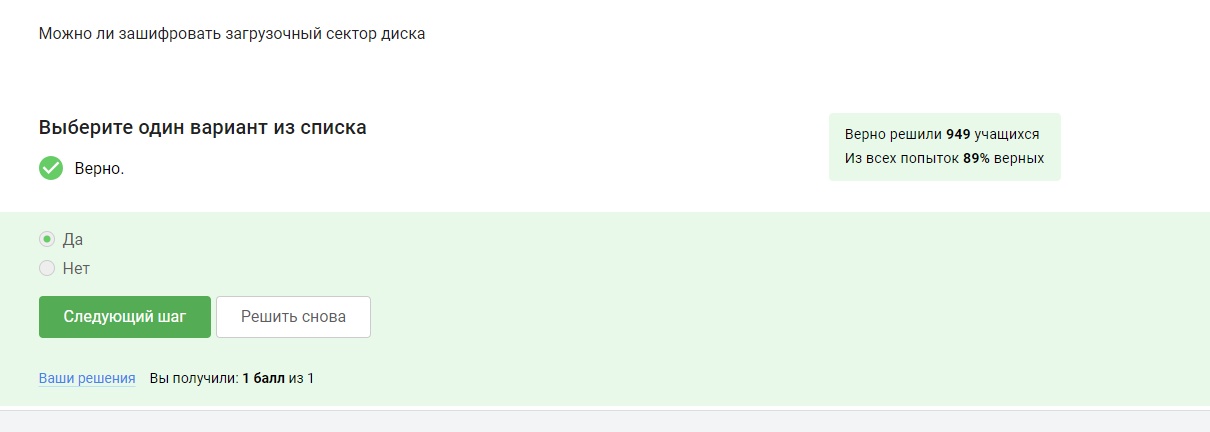 Можно ли зашифровать загрузочный сектор диска
Выберите один вариант из списка
Верно.
Верно решили 949 учащихся
Из всех попыток 89% верных
Да
Нет
Следующий шаг
Решить снова
Ваши решения Вы получили: 1 балл из 1